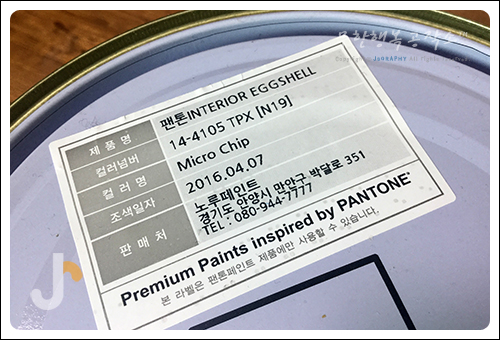 제 품 명 팬톤INTERIOR EGGSHELL
컬러넘버 14-4105 TPX [N19]
컬 러 명 Micro Chip
조색일자 2016.04.07
판 매 처 노루페인트
경기도 안양시 만안구 박달로 351
TEL : 080-944-7777
Premium Paints inspired by PANTONE®
본 라벨은 팬톤페인트 제품에만 사용할 수 있습니다.
J